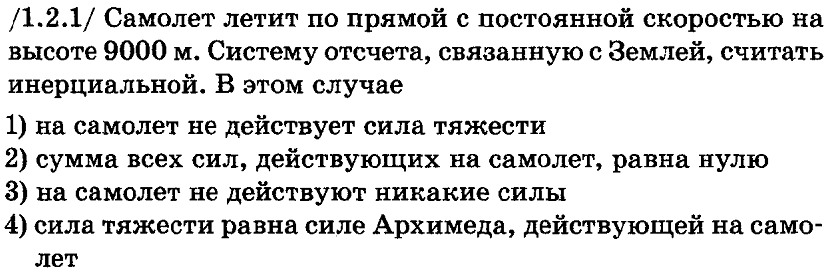 /1.2.1/ Самолет летит по прямой с постоянной скоростью на
высоте 9000 м. Систему отсчета, связанную с Землей, считать
инерциальной. В этом случае
1) на самолет не действует сила тяжести
2) сумма всех сил, действующих на самолет, равна нулю
3) на самолет не действуют никакие силы
4) сила тяжести равна силе Архимеда, действующей на само-
лет